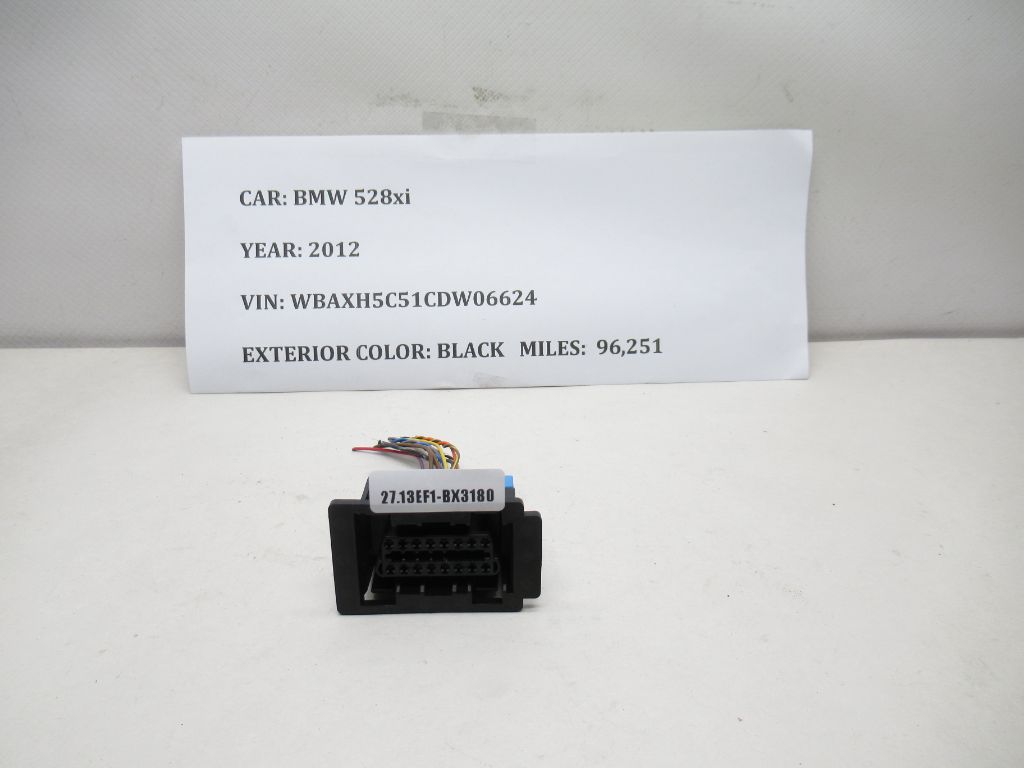 CAR: BMW 528xi
YEAR: 2012
VIN: WBAXH5C51CDW06624
EXTERIOR COLOR: BLACK MILES: 96,251
27.13EF1-BX3180